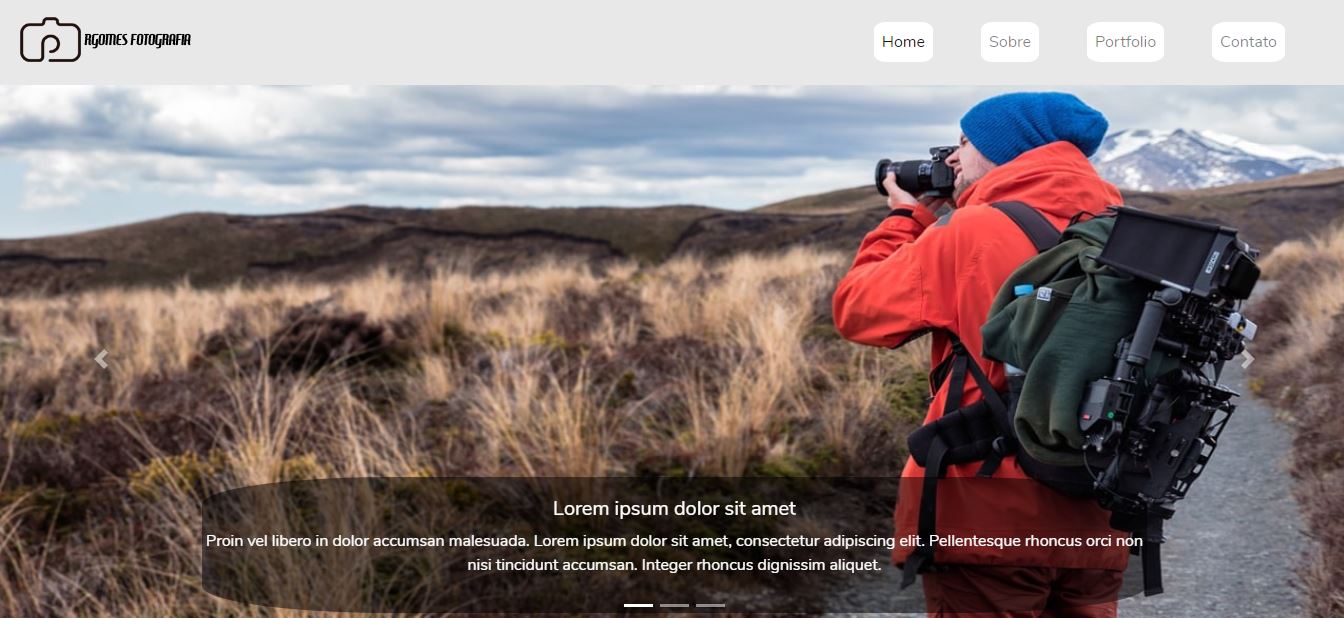 RGOMES FOTOGRAFIA
Home
Sobre
Portfolio
Contato
Lorem ipsum dolor sit amet
Proin vel libero in dolor accumsan malesuada. Lorem ipsum dolor sit amet, consectetur adipiscing elit. Pellentesque rhoncus orci non
nisi tincidunt accumsan. Integer rhoncus dignissim aliquet.